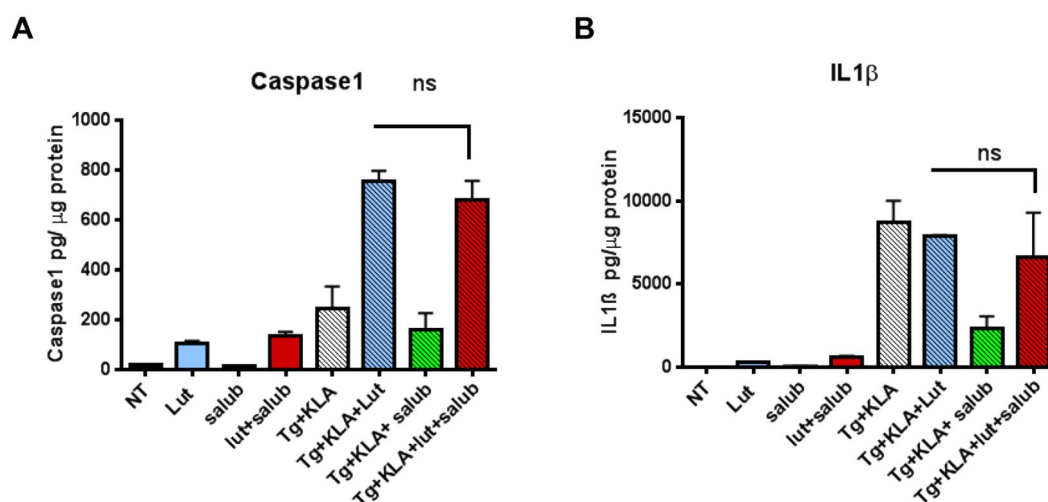 A
Caspase1
ns
Caspase1 pg/ μg protein
1000
800
600
400
200
0
NT
Lut
salub
lut+salub
Tg+KLA
Tg+KLA+Lut
Tg+KLA+ salub
Tg+KLA+lut+salub
B
IL1β
ns
IL1ß pg/μg protein
15000
10000
5000
0
NT
Lut
salub
lut+salub
Tg+KLA
Tg+KLA+Lut
Tg+KLA+ salub
Tg+KLA+lut+salub